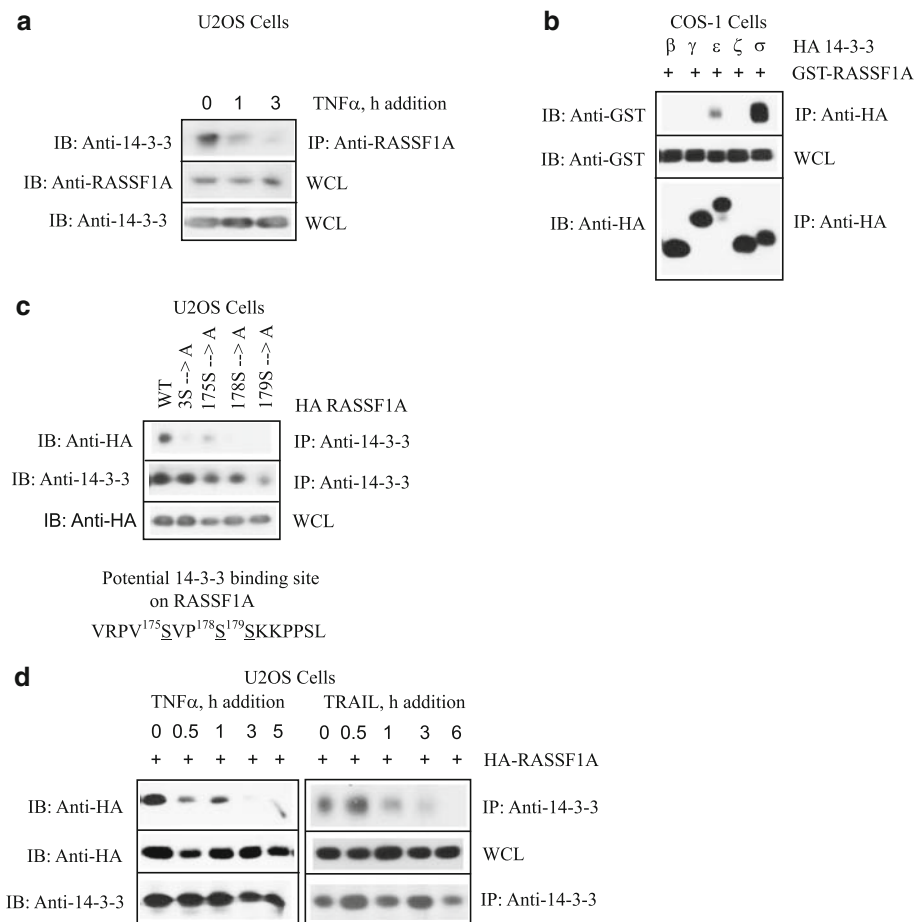 a
U2OS Cells
0 1 3 TNFα, h addition
IB: Anti-14-3-3 IP: Anti-RASSF1A
IB: Anti-RASSF1A WCL
IB: Anti-14-3-3 WCL
b
COS-1 Cells
β γ ε ζ σ HA 14-3-3
+ + + + + GST-RASSF1A
IB: Anti-GST IP: Anti-HA
IB: Anti-GST WCL
IB: Anti-HA IP: Anti-HA
c
U2OS Cells
WT
3S --> A
175S --> A
178S --> A
179S --> A
HA RASSF1A
IB: Anti-HA IP: Anti-14-3-3
IB: Anti-14-3-3 IP: Anti-14-3-3
IB: Anti-HA WCL
Potential 14-3-3 binding site
on RASSF1A
VRPV¹⁷⁵SVP¹⁷⁸S¹⁷⁹SKKPPSL
d
U2OS Cells
TNFα, h addition TRAIL, h addition
0 0.5 1 3 5 0 0.5 1 3 6
+ + + + + + + + + + HA-RASSF1A
IB: Anti-HA IP: Anti-14-3-3
IB: Anti-HA WCL
IB: Anti-14-3-3 IP: Anti-14-3-3